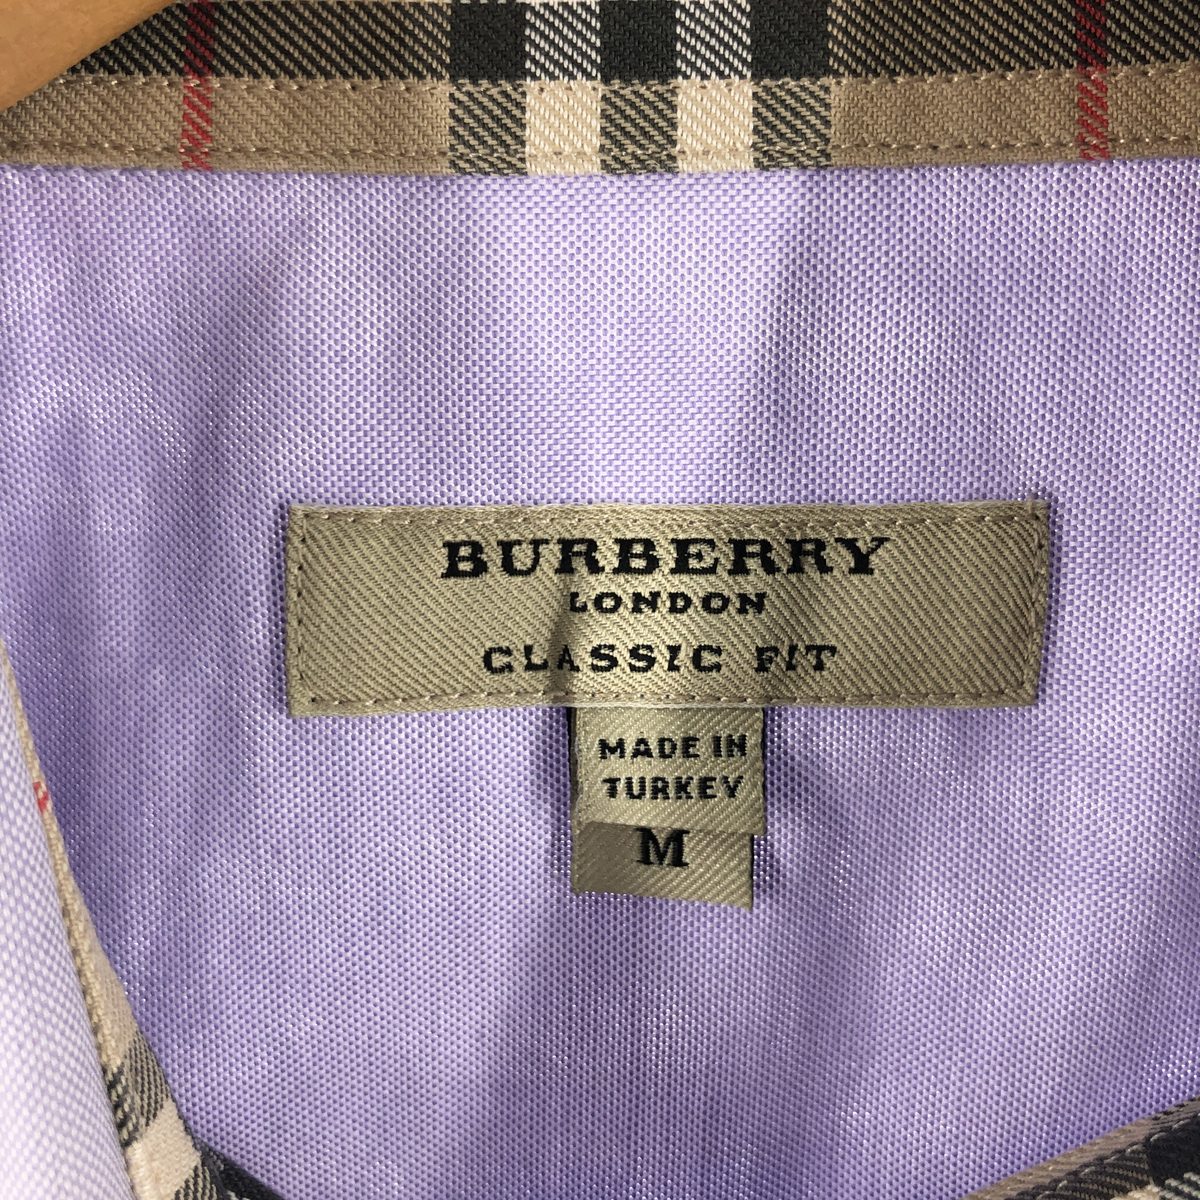 BURBERRY
LONDON
CLASSIC FIT
MADE IN
TURKEY
M